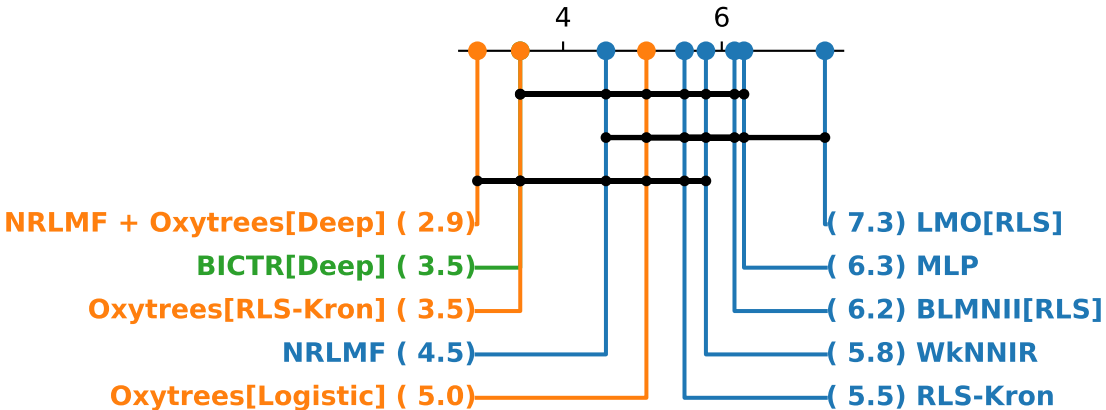 4 6
NRLMF + Oxytrees[Deep] ( 2.9) ( 7.3) LMO[RLS]
BICTR[Deep] ( 3.5) ( 6.3) MLP
Oxytrees[RLS-Kron] ( 3.5) ( 6.2) BLMNII[RLS]
NRLMF ( 4.5) ( 5.8) WkNNIR
Oxytrees[Logistic] ( 5.0) ( 5.5) RLS-Kron